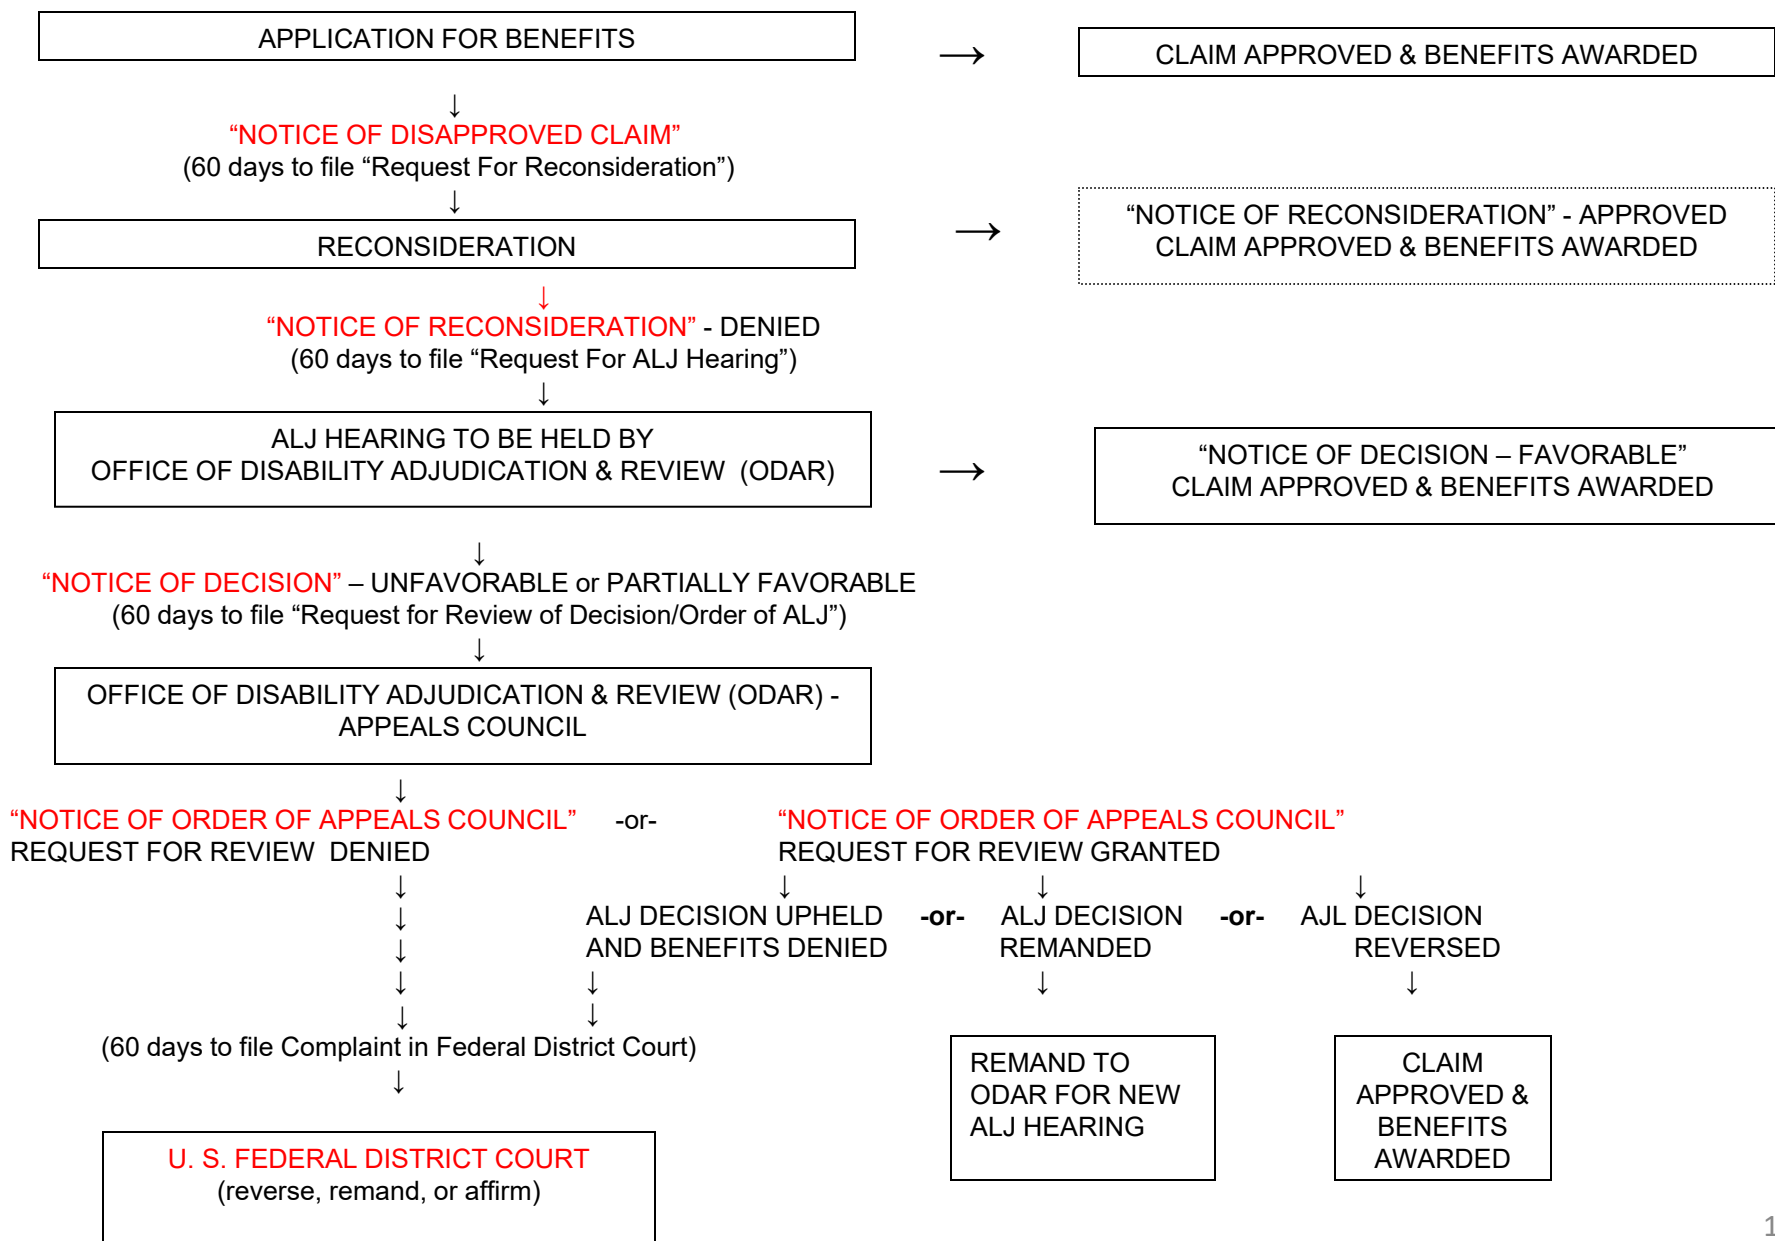 APPLICATION FOR BENEFITS
→
CLAIM APPROVED & BENEFITS AWARDED
↓
“NOTICE OF DISAPPROVED CLAIM”
(60 days to file “Request For Reconsideration”)
↓
RECONSIDERATION
→
“NOTICE OF RECONSIDERATION” - APPROVED
CLAIM APPROVED & BENEFITS AWARDED
↓
“NOTICE OF RECONSIDERATION” - DENIED
(60 days to file “Request For ALJ Hearing”)
↓
ALJ HEARING TO BE HELD BY
OFFICE OF DISABILITY ADJUDICATION & REVIEW (ODAR)
→
“NOTICE OF DECISION – FAVORABLE”
CLAIM APPROVED & BENEFITS AWARDED
↓
“NOTICE OF DECISION” – UNFAVORABLE or PARTIALLY FAVORABLE
(60 days to file “Request for Review of Decision/Order of ALJ”)
↓
OFFICE OF DISABILITY ADJUDICATION & REVIEW (ODAR) -
APPEALS COUNCIL
↓
“NOTICE OF ORDER OF APPEALS COUNCIL” -or- “NOTICE OF ORDER OF APPEALS COUNCIL”
REQUEST FOR REVIEW DENIED REQUEST FOR REVIEW GRANTED
↓ ↓ ↓ ↓
↓ ALJ DECISION UPHELD -or- ALJ DECISION -or- AJL DECISION
↓ AND BENEFITS DENIED REMANDED REVERSED
↓ ↓ ↓ ↓
↓ ↓
(60 days to file Complaint in Federal District Court)
↓
REMAND TO
ODAR FOR NEW
ALJ HEARING
CLAIM
APPROVED &
BENEFITS
AWARDED
U. S. FEDERAL DISTRICT COURT
(reverse, remand, or affirm)
1